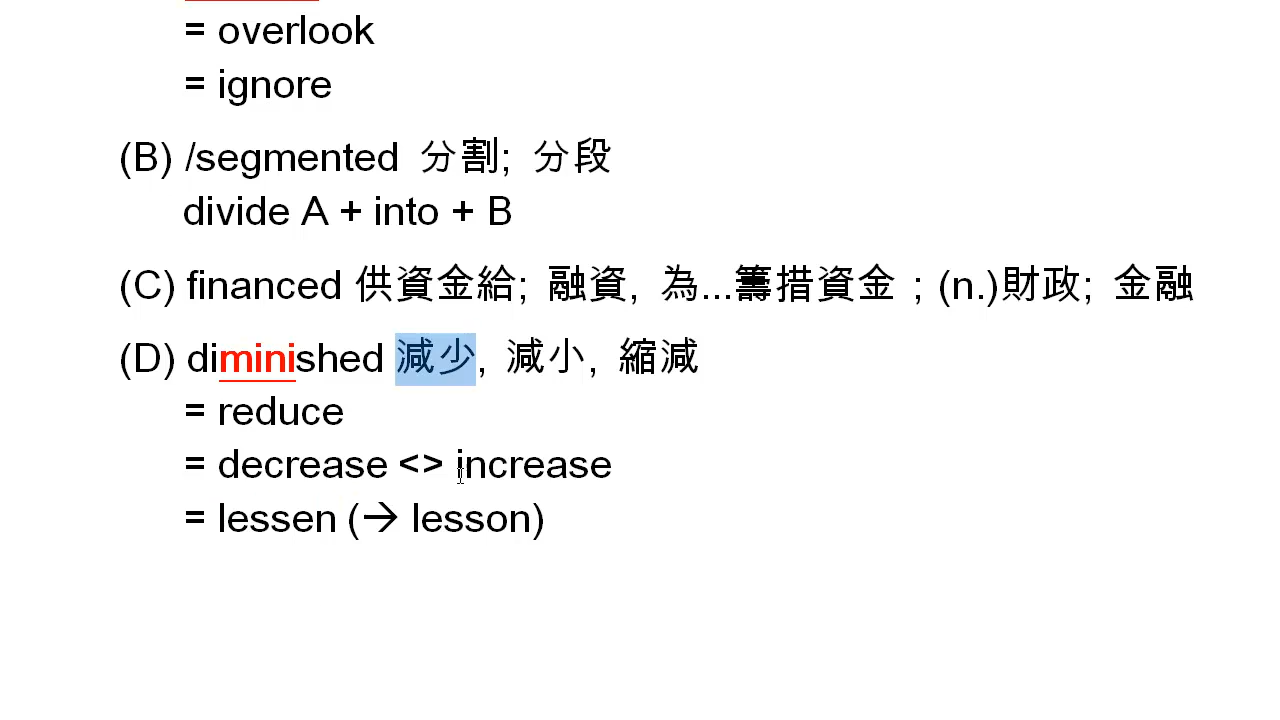 = overlook
= ignore
(B) /segmented 分割; 分段
divide A + into + B
(C) financed 供資金給; 融資, 為...籌措資金 ; (n.)財政; 金融
(D) diminished 減少, 減小, 縮減
= reduce
= decrease <> increase
= lessen (→ lesson)